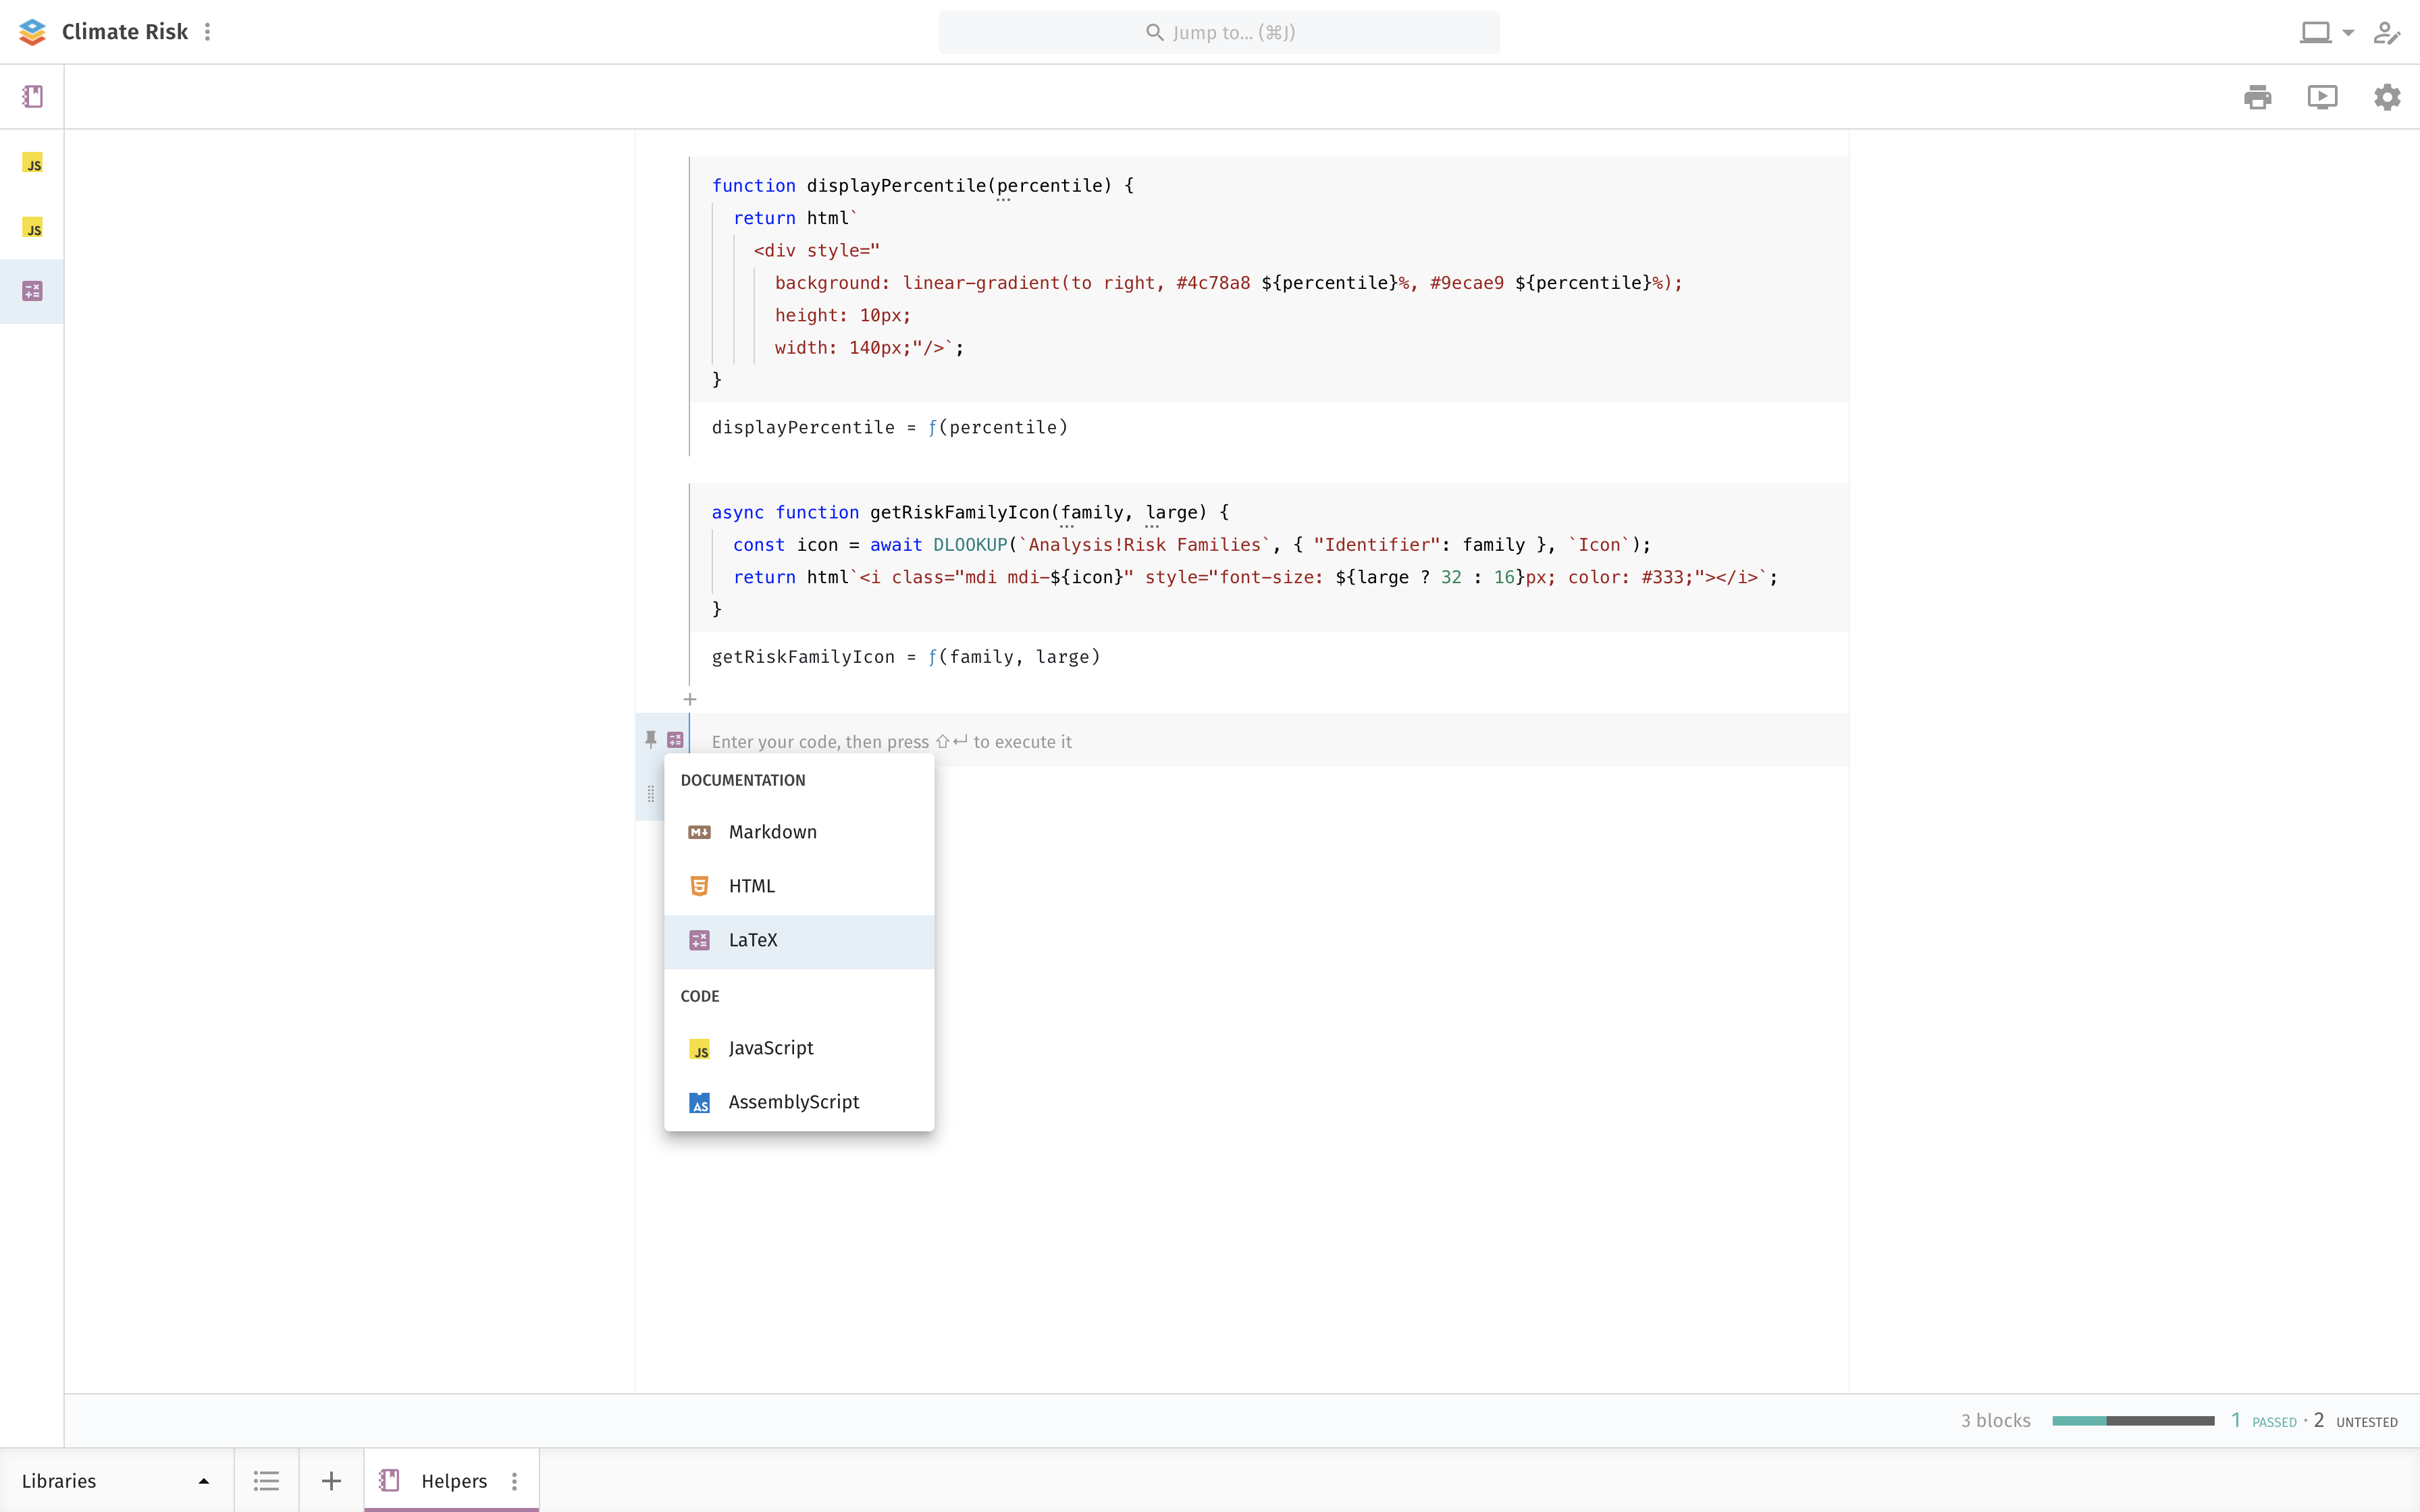 Climate Risk
Jump to... (⌘J)
JS
function displayPercentile(percentile) {
return html`
JS
<div style="
background: linear-gradient(to right, #4c78a8 ${percentile}%, #9ecae9 ${percentile}%);
height: 10px;
width: 140px;"/>`;
}
displayPercentile = ƒ(percentile)
async function getRiskFamilyIcon(family, large) {
const icon = await DLOOKUP(`Analysis!Risk Families`, { "Identifier": family }, `Icon`);
return html`<i class="mdi mdi-${icon}" style="font-size: ${large ? 32 : 16}px; color: #333;"></i>`;
}
getRiskFamilyIcon = ƒ(family, large)
Enter your code, then press ⇧↵ to execute it
DOCUMENTATION
M↓ Markdown
5 HTML
LaTeX
CODE
JS JavaScript
AS AssemblyScript
3 blocks 1 PASSED · 2 UNTESTED
Libraries
Helpers